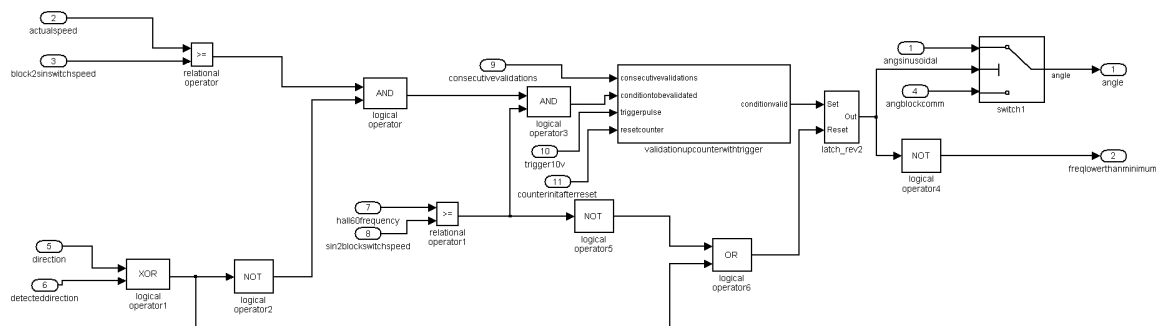 2
actualspeed
3
block2sinswitchspeed
>=
relational
operator
AND
logical
operator
9
consecutivevalidations
AND
logical
operator3
10
trigger10v
11
counterinitafterreset
consecutivevalidations
conditiontobevalidated
triggerpulse
resetcounter
conditionvalid
validationupcounterwithtrigger
Set
Out
Reset
latch_rev2
1
angsinusoidal
4
angblockcomm
angle
switch1
1
angle
NOT
logical
operator4
2
freqlowerthanminimum
7
hall60frequency
8
sin2blockswitchspeed
>=
relational
operator1
NOT
logical
operator5
OR
logical
operator6
5
direction
6
detecteddirection
XOR
logical
operator1
NOT
logical
operator2